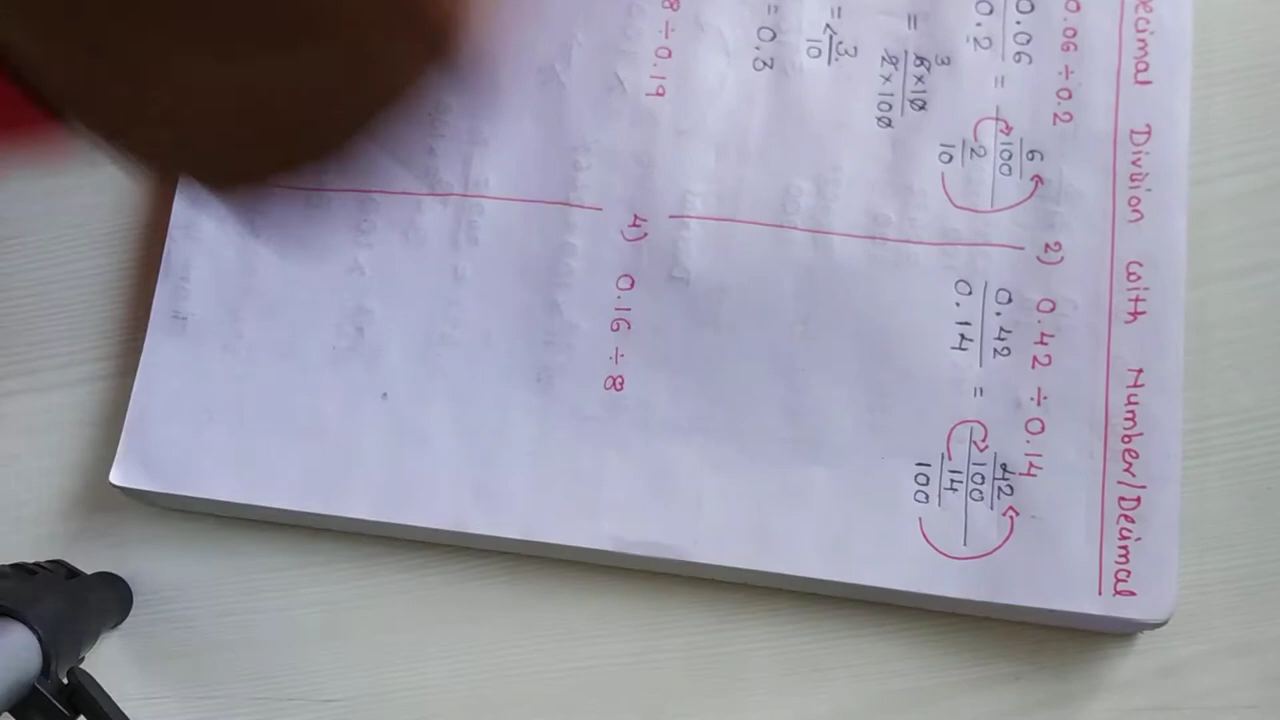 ecimal Division with Number/Decimal
0.06 ÷ 0.2
0.06 / 0.2 = 6/100 / 2/10
= 6×10 / 2×100
3
= 3/10
= 0.3
2) 0.42 ÷ 0.14
0.42 / 0.14 = 42/100 / 14/100
8 ÷ 0.19
4) 0.16 ÷ 8